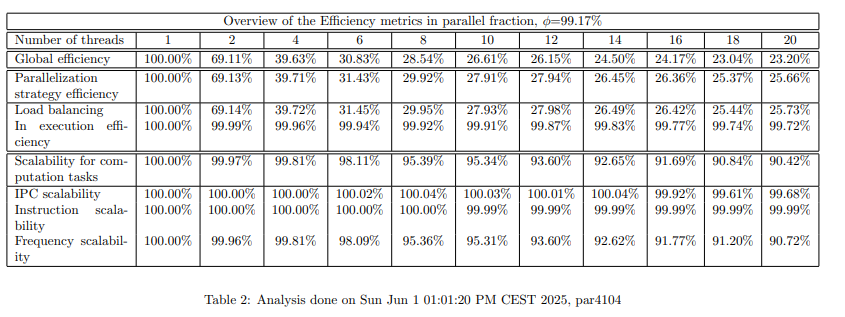 Overview of the Efficiency metrics in parallel fraction, ϕ=99.17%
Number of threads 1 2 4 6 8 10 12 14 16 18 20
Global efficiency 100.00% 69.11% 39.63% 30.83% 28.54% 26.61% 26.15% 24.50% 24.17% 23.04% 23.20%
Parallelization 100.00% 69.13% 39.71% 31.43% 29.92% 27.91% 27.94% 26.45% 26.36% 25.37% 25.66%
strategy efficiency
Load balancing 100.00% 69.14% 39.72% 31.45% 29.95% 27.93% 27.98% 26.49% 26.42% 25.44% 25.73%
In execution effi- 100.00% 99.99% 99.96% 99.94% 99.92% 99.91% 99.87% 99.83% 99.77% 99.74% 99.72%
ciency
Scalability for com- 100.00% 99.97% 99.81% 98.11% 95.39% 95.34% 93.60% 92.65% 91.69% 90.84% 90.42%
putation tasks
IPC scalability 100.00% 100.00% 100.00% 100.02% 100.04% 100.03% 100.01% 100.04% 99.92% 99.61% 99.68%
Instruction scala- 100.00% 100.00% 100.00% 100.00% 100.00% 99.99% 99.99% 99.99% 99.99% 99.99% 99.99%
bility
Frequency scalabil- 100.00% 99.96% 99.81% 98.09% 95.36% 95.31% 93.60% 92.62% 91.77% 91.20% 90.72%
ity
Table 2: Analysis done on Sun Jun 1 01:01:20 PM CEST 2025, par4104